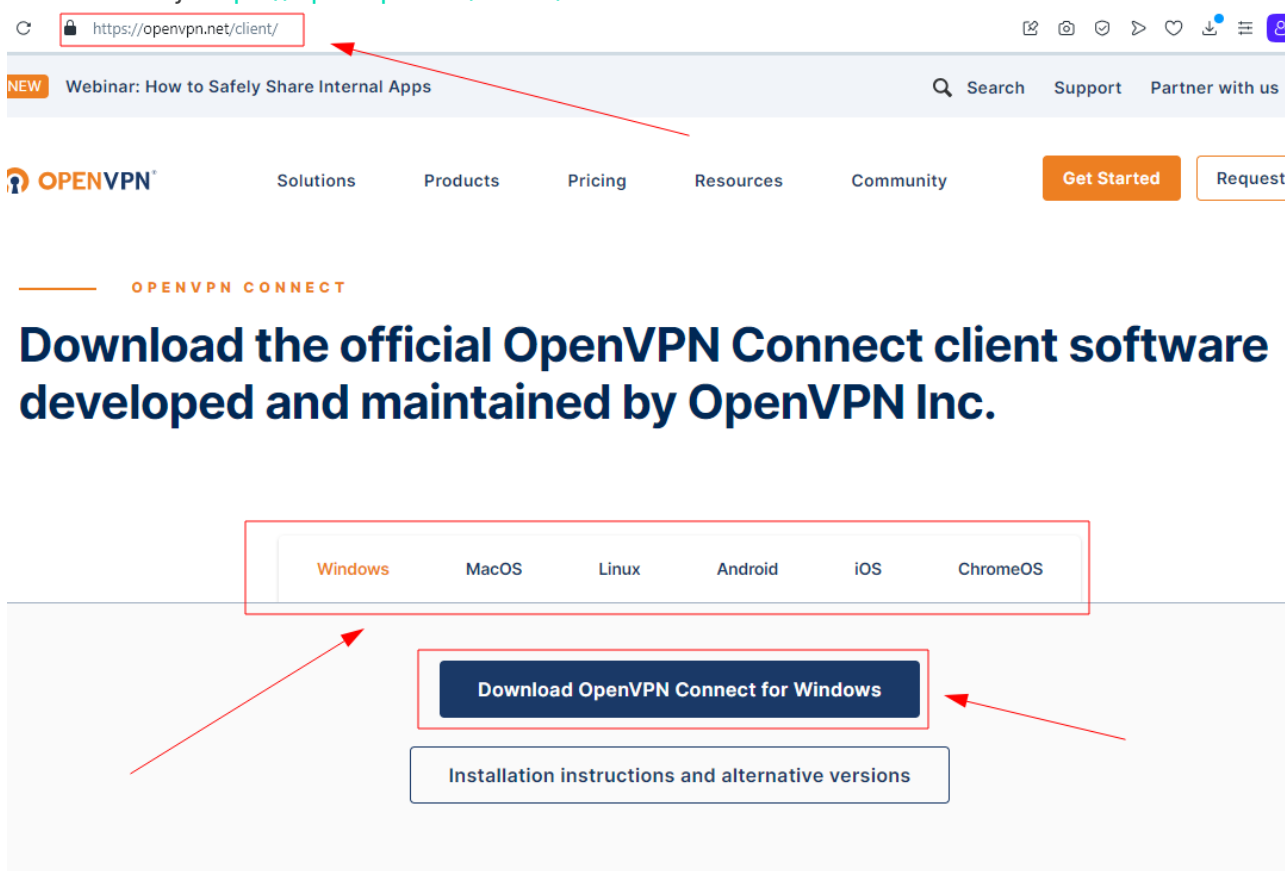 https://openvpn.net/client/
NEW Webinar: How to Safely Share Internal Apps Search Support Partner with us
OPENVPN® Solutions Products Pricing Resources Community Get Started Request
OPENVPN CONNECT
Download the official OpenVPN Connect client software
developed and maintained by OpenVPN Inc.
Windows MacOS Linux Android iOS ChromeOS
Download OpenVPN Connect for Windows
Installation instructions and alternative versions